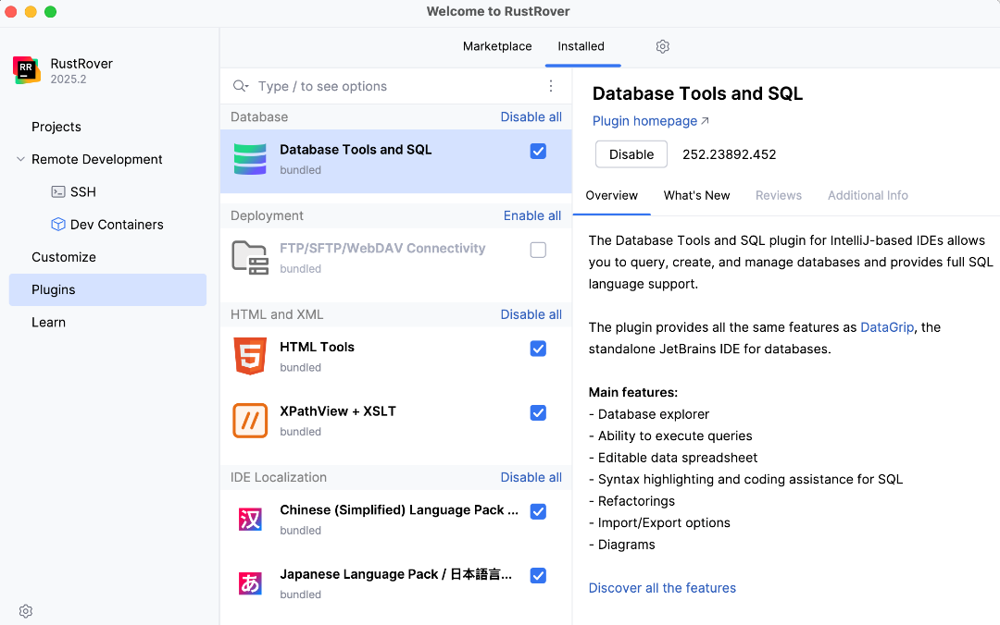 Welcome to RustRover
RR
RustRover
2025.2
Projects
Remote Development
SSH
Dev Containers
Customize
Plugins
Learn
Marketplace
Installed
Type / to see options
Database
Disable all
Database Tools and SQL
bundled
Deployment
Enable all
FTP/SFTP/WebDAV Connectivity
bundled
HTML and XML
Disable all
5
HTML Tools
bundled
//
XPathView + XSLT
bundled
IDE Localization
Disable all
汉
Chinese (Simplified) Language Pack ...
bundled
あ
Japanese Language Pack / 日本語言...
bundled
Database Tools and SQL
Plugin homepage ↗
Disable
252.23892.452
Overview
What's New
Reviews
Additional Info
The Database Tools and SQL plugin for IntelliJ-based IDEs allows
you to query, create, and manage databases and provides full SQL
language support.
The plugin provides all the same features as DataGrip, the
standalone JetBrains IDE for databases.
Main features:
- Database explorer
- Ability to execute queries
- Editable data spreadsheet
- Syntax highlighting and coding assistance for SQL
- Refactorings
- Import/Export options
- Diagrams
Discover all the features